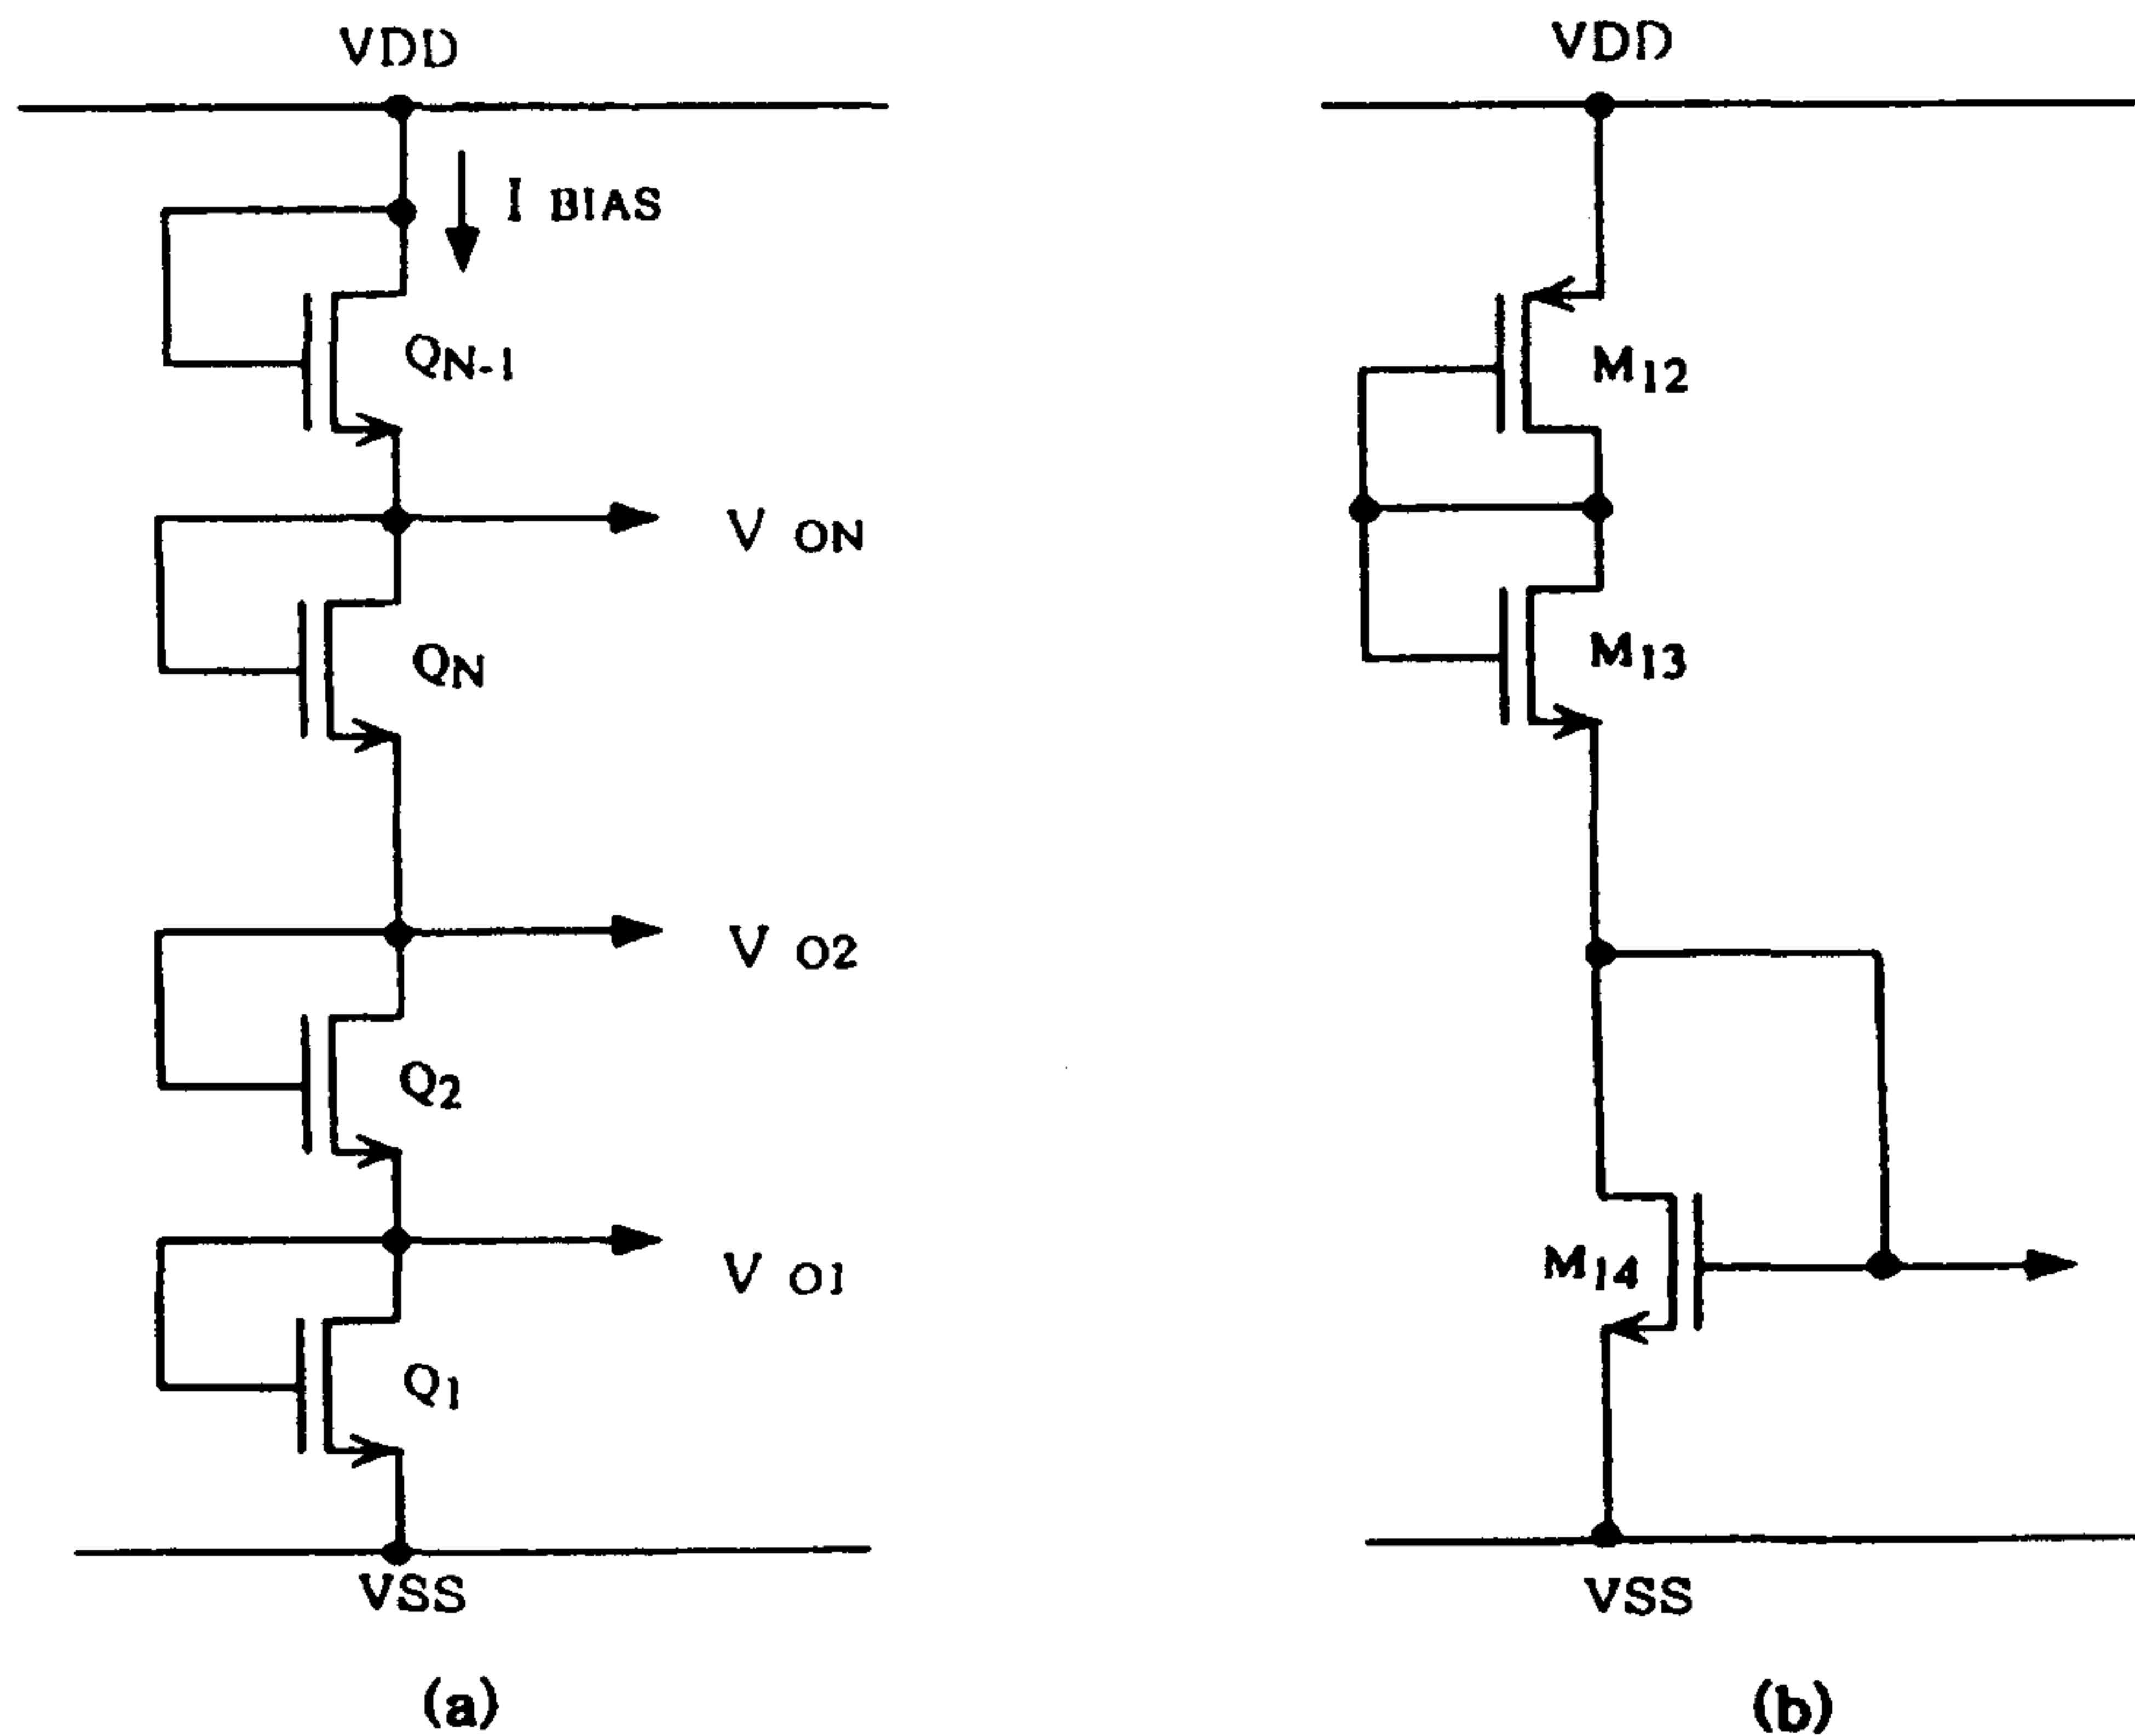 VDD
I BIAS
QN-1
V ON
QN
V O2
Q2
V O1
Q1
VSS
(a)
VDD
M12
M13
M14
VSS
(b)